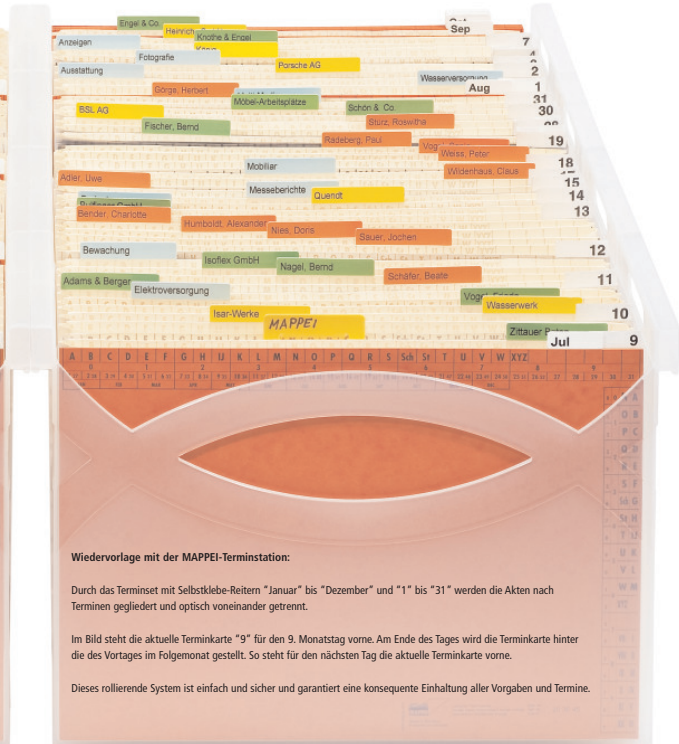 Engel & Co.
Sep
Heinrich
Knothe & Engel
Anzeigen
7
Fotografie
Porsche AG
Ausstattung
2
Wasserversorgung
Görge, Herbert
Aug
1
Möbel-Arbeitsplätze
31
BSL AG
Schön & Co.
30
Fischer, Bernd
Sturz, Roswitha
Radeberg, Paul
19
Weiss, Peter
Mobiliar
18
Wildenhaus, Claus
Adler, Uwe
15
Messeberichte
Quendt
14
Bender, Charlotte
13
Humboldt, Alexander
Nies, Doris
Sauer, Jochen
Bewachung
12
Isoflex GmbH
Nagel, Bernd
Adams & Berger
Schäfer, Beate
11
Elektroversorgung
Wasserwerk
Isar-Werke
10
MAPPEI
Zittauer
Jul
9
A B C D E F G H I J K L M N O P Q R S Sch St T U V W XYZ
Wiedervorlage mit der MAPPEI-Terminstation:
Durch das Terminset mit Selbstklebe-Reitern "Januar" bis "Dezember" und "1" bis "31" werden die Akten nach
Terminen gegliedert und optisch voneinander getrennt.
Im Bild steht die aktuelle Terminkarte "9" für den 9. Monatstag vorne. Am Ende des Tages wird die Terminkarte hinter
die des Vortages im Folgemonat gestellt. So steht für den nächsten Tag die aktuelle Terminkarte vorne.
Dieses rollierende System ist einfach und sicher und garantiert eine konsequente Einhaltung aller Vorgaben und Termine.